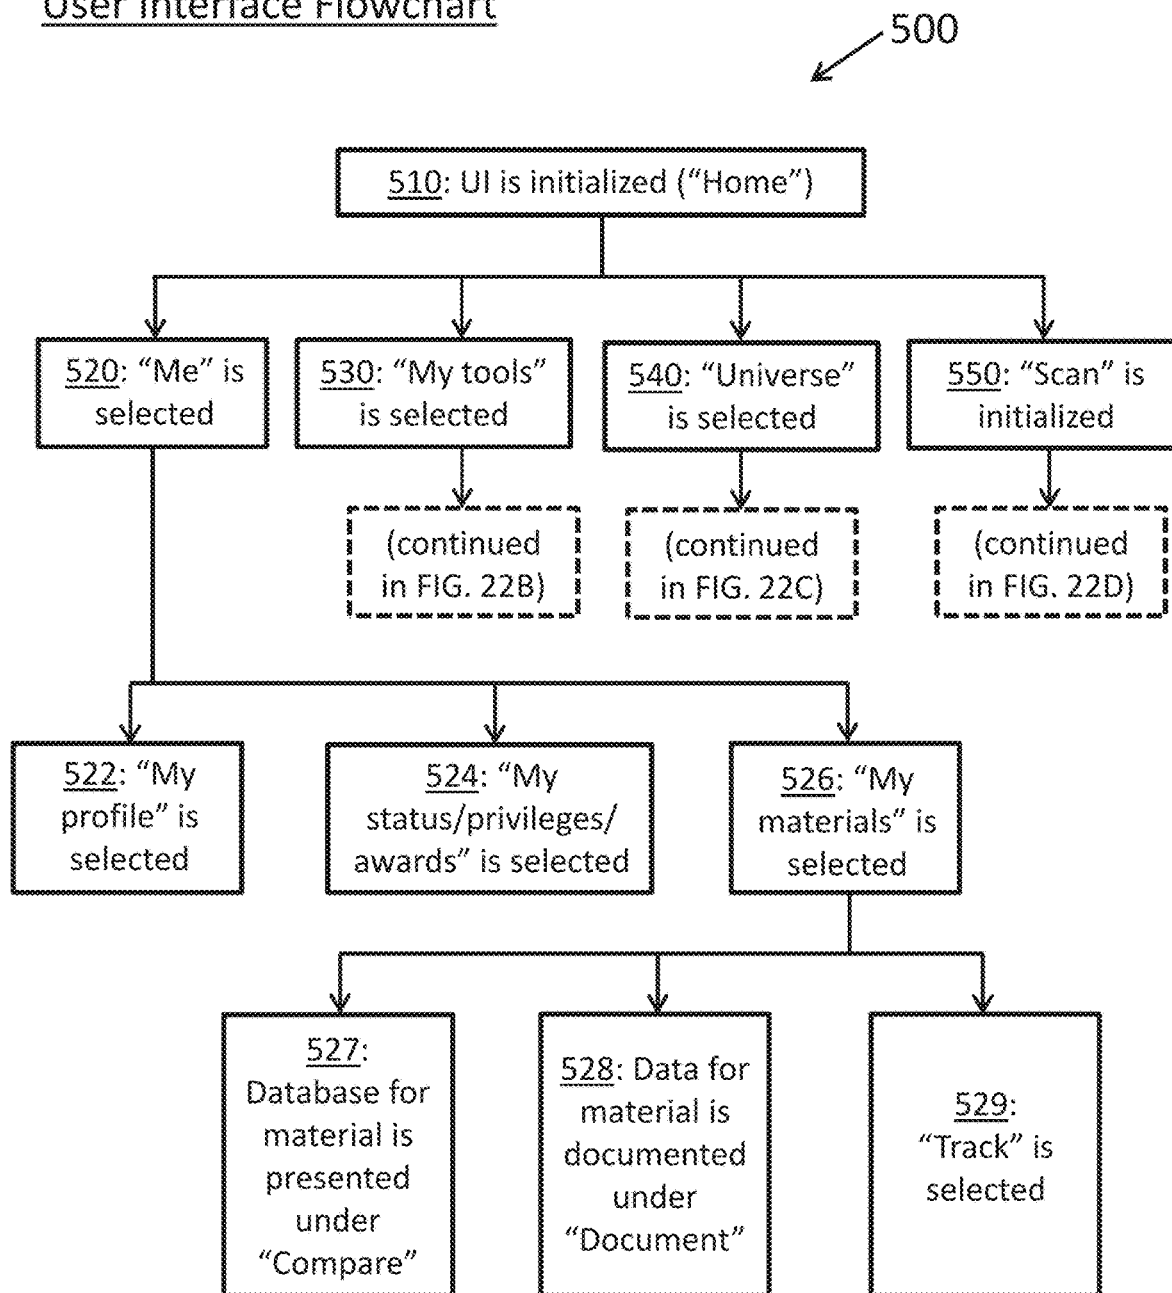 User Interface Flowchart
500
510: UI is initialized (“Home”)
520: “Me” is
selected
530: “My tools”
is selected
540: “Universe”
is selected
550: “Scan” is
initialized
(continued
in FIG. 22B)
(continued
in FIG. 22C)
(continued
in FIG. 22D)
522: “My
profile” is
selected
524: “My
status/privileges/
awards” is selected
526: “My
materials” is
selected
527:
Database for
material is
presented
under
“Compare”
528: Data for
material is
documented
under
“Document”
529:
“Track” is
selected